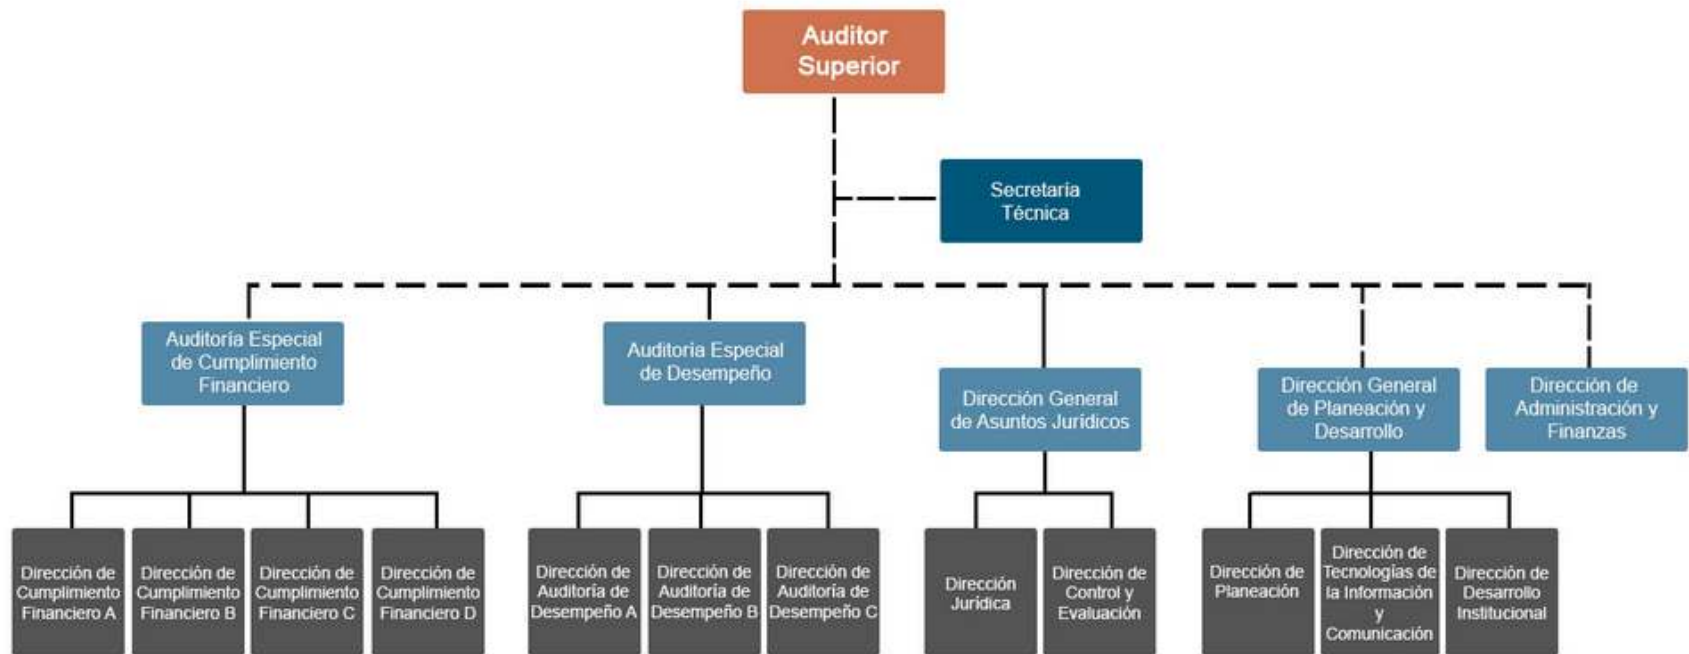 Auditor
Superior
Secretaría
Técnica
Auditoría Especial
de Cumplimiento
Financiero
Auditoria Especial
de Desempeño
Dirección General
de Asuntos Jurídicos
Dirección General
de Planeación y
Desarrollo
Dirección de
Administración y
Finanzas
Dirección de
Cumplimiento
Financiero A
Dirección de
Cumplimiento
Financiero B
Dirección de
Cumplimiento
Financiero C
Dirección de
Cumplimiento
Financiero D
Dirección de
Auditoría de
Desempeño A
Dirección de
Auditoría de
Desempeño B
Dirección de
Auditoría de
Desempeño C
Dirección
Jurídica
Dirección de
Control y
Evaluación
Dirección de
Planeación
Dirección de
Tecnologías de
la Información
y
Comunicación
Dirección de
Desarrollo
Institucional